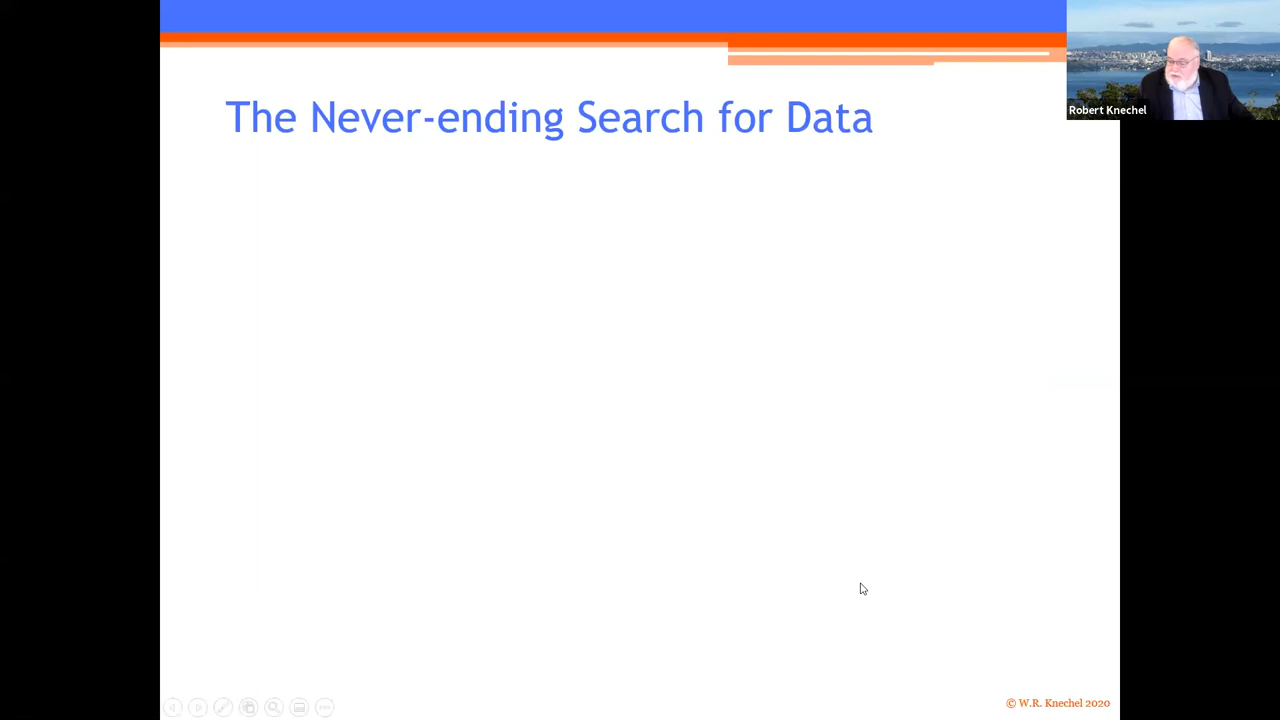 The Never-ending Search for Data
Robert Knechel
© W.R. Knechel 2020